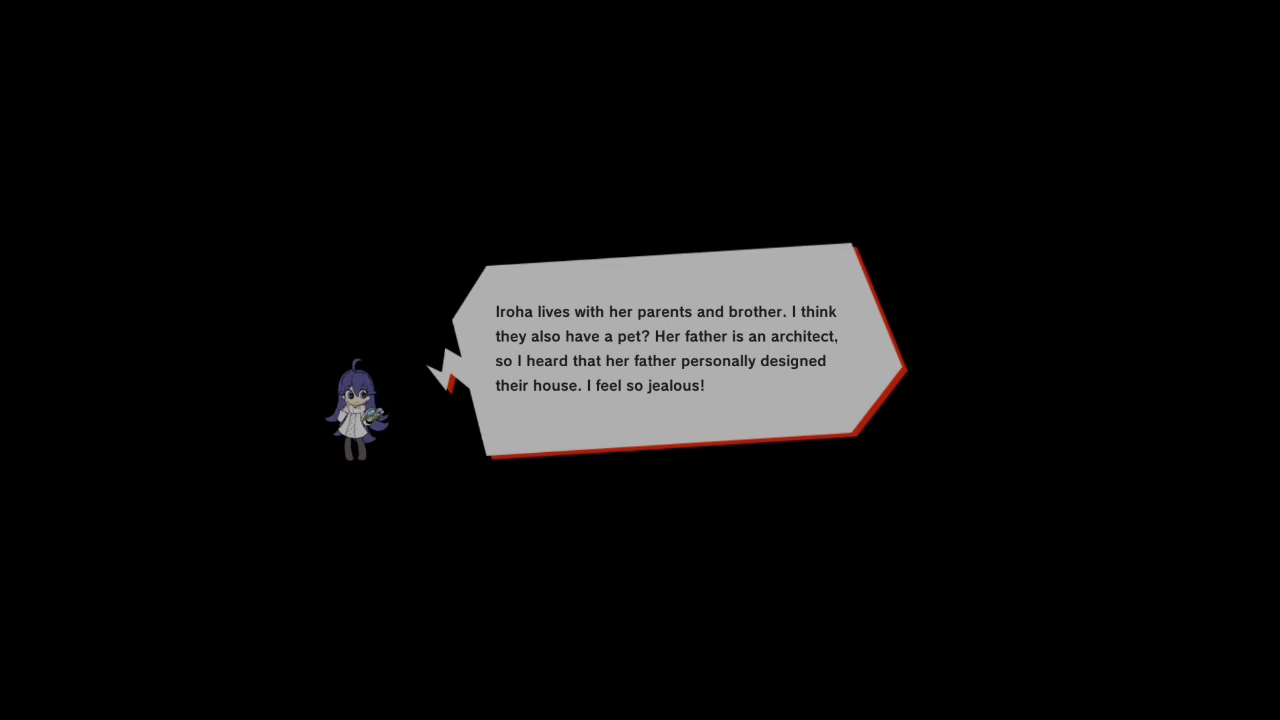 Iroha lives with her parents and brother. I think
they also have a pet? Her father is an architect,
so I heard that her father personally designed
their house. I feel so jealous!